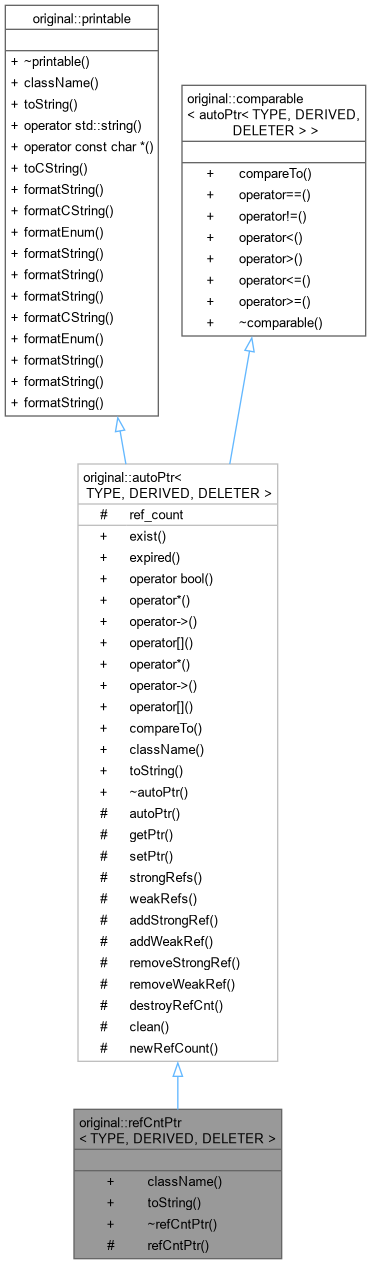 original::printable
+ ~printable()
+ className()
+ toString()
+ operator std::string()
+ operator const char *()
+ toCString()
+ formatString()
+ formatCString()
+ formatEnum()
+ formatString()
+ formatString()
+ formatString()
+ formatCString()
+ formatEnum()
+ formatString()
+ formatString()
+ formatString()
original::comparable
< autoPtr< TYPE, DERIVED,
DELETER > >
+ compareTo()
+ operator==()
+ operator!=()
+ operator<()
+ operator>()
+ operator<=()
+ operator>=()
+ ~comparable()
original::autoPtr<
TYPE, DERIVED, DELETER >
# ref_count
+ exist()
+ expired()
+ operator bool()
+ operator*()
+ operator->()
+ operator[]()
+ operator*()
+ operator->()
+ operator[]()
+ compareTo()
+ className()
+ toString()
+ ~autoPtr()
# autoPtr()
# getPtr()
# setPtr()
# strongRefs()
# weakRefs()
# addStrongRef()
# addWeakRef()
# removeStrongRef()
# removeWeakRef()
# destroyRefCnt()
# clean()
# newRefCount()
original::refCntPtr
< TYPE, DERIVED, DELETER >
+ className()
+ toString()
+ ~refCntPtr()
# refCntPtr()